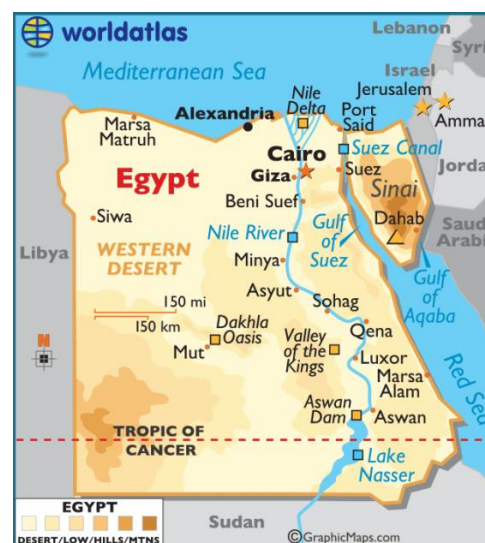 worldatlas
Lebanon
Syri
Mediterranean Sea
Israel
Jerusalem
Nile
Delta
Port
Said
Amma
Alexandria
Marsa
Matruh
Cairo
Suez Canal
Jorda
Giza
Suez
Egypt
Sinai
Beni Suef
Siwa
Dahab
Saudi
Arabi
Nile River
Gulf
of
Suez
Libya
WESTERN
DESERT
Minya
Gulf
of
Aqaba
Asyut
150 mi
150 km
Sohag
N
Dakhla
Oasis
Qena
Mut
Valley
of the
Kings
Luxor
Red Sea
Marsa
Alam
Aswan
Dam
Aswan
TROPIC OF
CANCER
Lake
Nasser
EGYPT
DESERT/LOW/HILLS/MTNS
Sudan
©GraphicMaps.com